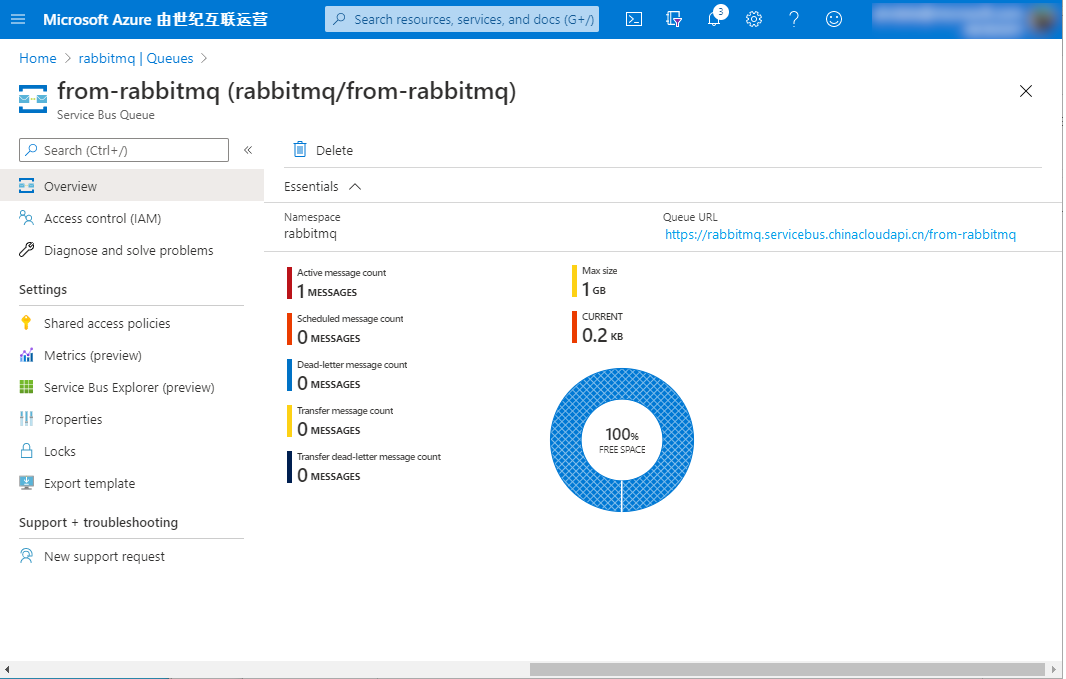 Microsoft Azure 由世纪互联运营
Search resources, services, and docs (G+/)
3
Home > rabbitmq | Queues >
from-rabbitmq (rabbitmq/from-rabbitmq)
Service Bus Queue
Search (Ctrl+/)
«
Delete
Overview
Access control (IAM)
Diagnose and solve problems
Settings
Shared access policies
Metrics (preview)
Service Bus Explorer (preview)
Properties
Locks
Export template
Support + troubleshooting
New support request
Essentials
Namespace
rabbitmq
Queue URL
https://rabbitmq.servicebus.chinacloudapi.cn/from-rabbitmq
Active message count
1 MESSAGES
Scheduled message count
0 MESSAGES
Dead-letter message count
0 MESSAGES
Transfer message count
0 MESSAGES
Transfer dead-letter message count
0 MESSAGES
Max size
1 GB
CURRENT
0.2 KB
100%
FREE SPACE